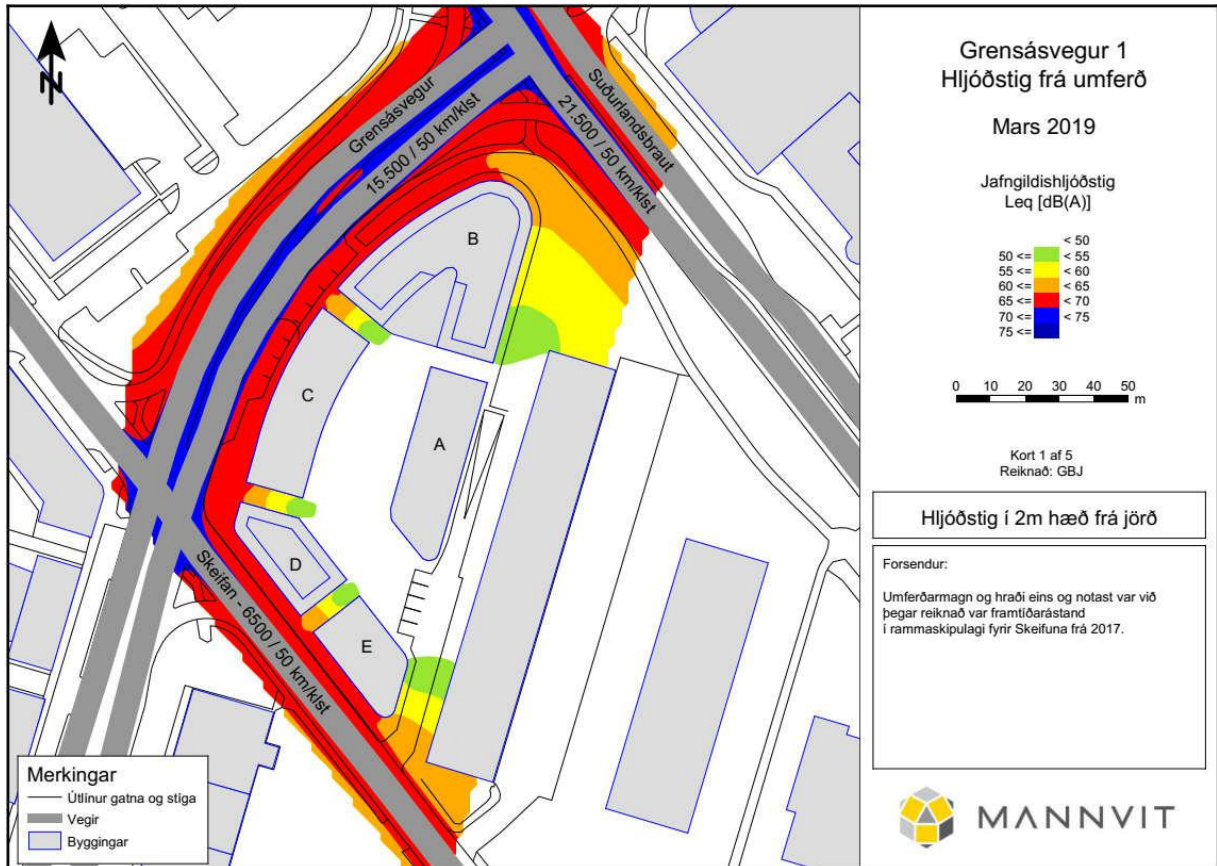 Grensásvegur 1
Hljóðstig frá umferð
Mars 2019
Jafngildishljóðstig
Leq [dB(A)]
< 50
50 <= < 55
55 <= < 60
60 <= < 65
65 <= < 70
70 <= < 75
75 <=
0 10 20 30 40 50
m
Kort 1 af 5
Reiknað: GBJ
Hljóðstig í 2m hæð frá jörð
Forsendur:
Umferðarmagn og hraði eins og notast var við
þegar reiknað var framtíðarástand
í rammaskipulagi fyrir Skeifuna frá 2017.
MANNVIT
N
Grensásvegur
15.500 / 50 km/klst
Suðurlandsbraut
21.500 / 50 km/klst
B
C
A
D
E
Skeifan - 6500 / 50 km/klst
Merkingar
Útlínur gatna og stíga
Vegir
Byggingar